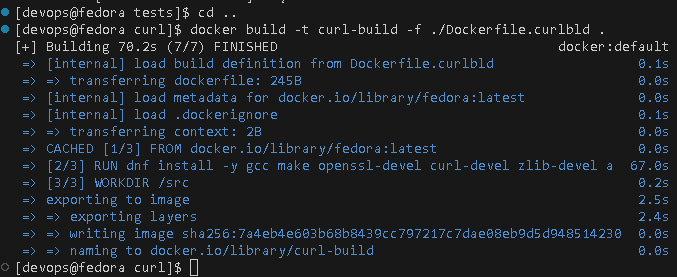 [devops@fedora tests]$ cd ..
[devops@fedora curl]$ docker build -t curl-build -f ./Dockerfile.curlbld .
[+] Building 70.2s (7/7) FINISHED docker:default
=> [internal] load build definition from Dockerfile.curlbld 0.1s
=> => transferring dockerfile: 245B 0.0s
=> [internal] load metadata for docker.io/library/fedora:latest 0.0s
=> [internal] load .dockerignore 0.1s
=> => transferring context: 2B 0.0s
=> CACHED [1/3] FROM docker.io/library/fedora:latest 0.0s
=> [2/3] RUN dnf install -y gcc make openssl-devel curl-devel zlib-devel a 67.0s
=> [3/3] WORKDIR /src 0.2s
=> exporting to image 2.5s
=> => exporting layers 2.4s
=> => writing image sha256:7a4eb4e603b68b8439cc797217c7dae08eb9d5d948514230 0.0s
=> => naming to docker.io/library/curl-build 0.0s
[devops@fedora curl]$